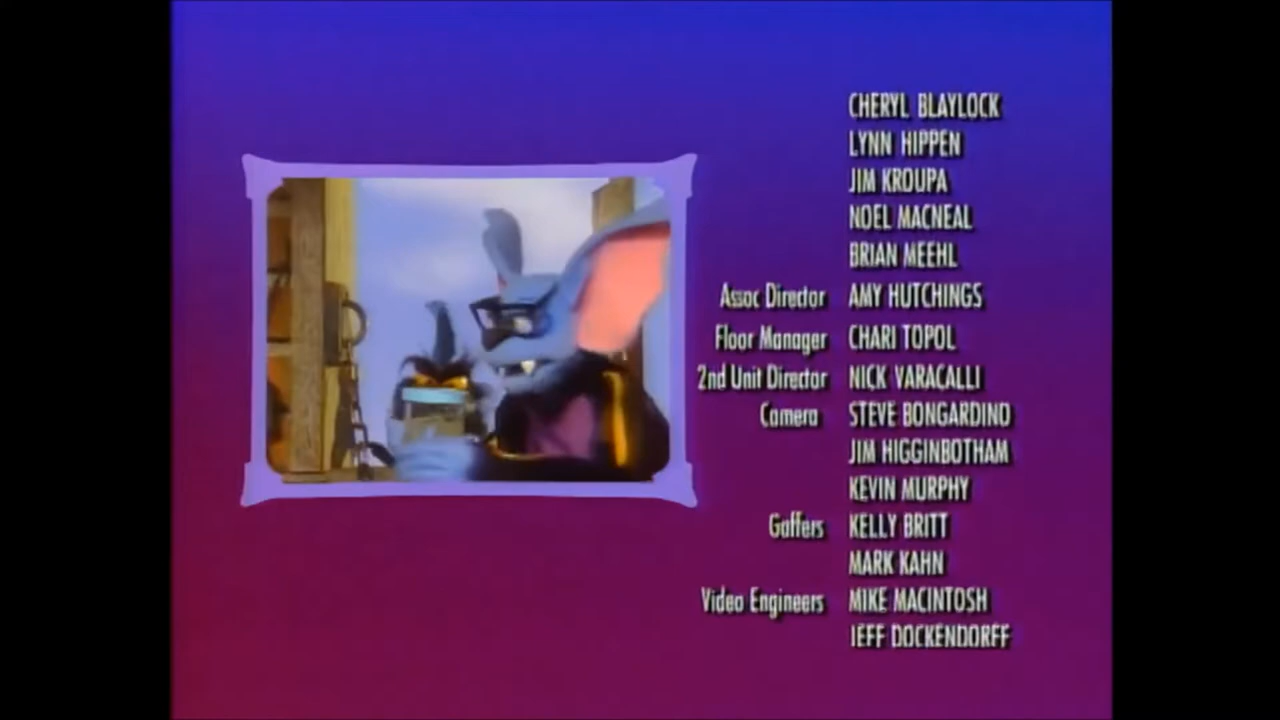 CHERYL BLAYLOCK
LYNN HIPPEN
JIM KROUPA
NOEL MACNEAL
BRIAN MEEHL
Assoc Director AMY HUTCHINGS
Floor Manager CHARI TOPOL
2nd Unit Director NICK VARACALLI
Camera STEVE BONGARDINO
JIM HIGGINBOTHAM
KEVIN MURPHY
Gaffers KELLY BRITT
MARK KAHN
Video Engineers MIKE MACINTOSH
JEFF DOCKENDORFF